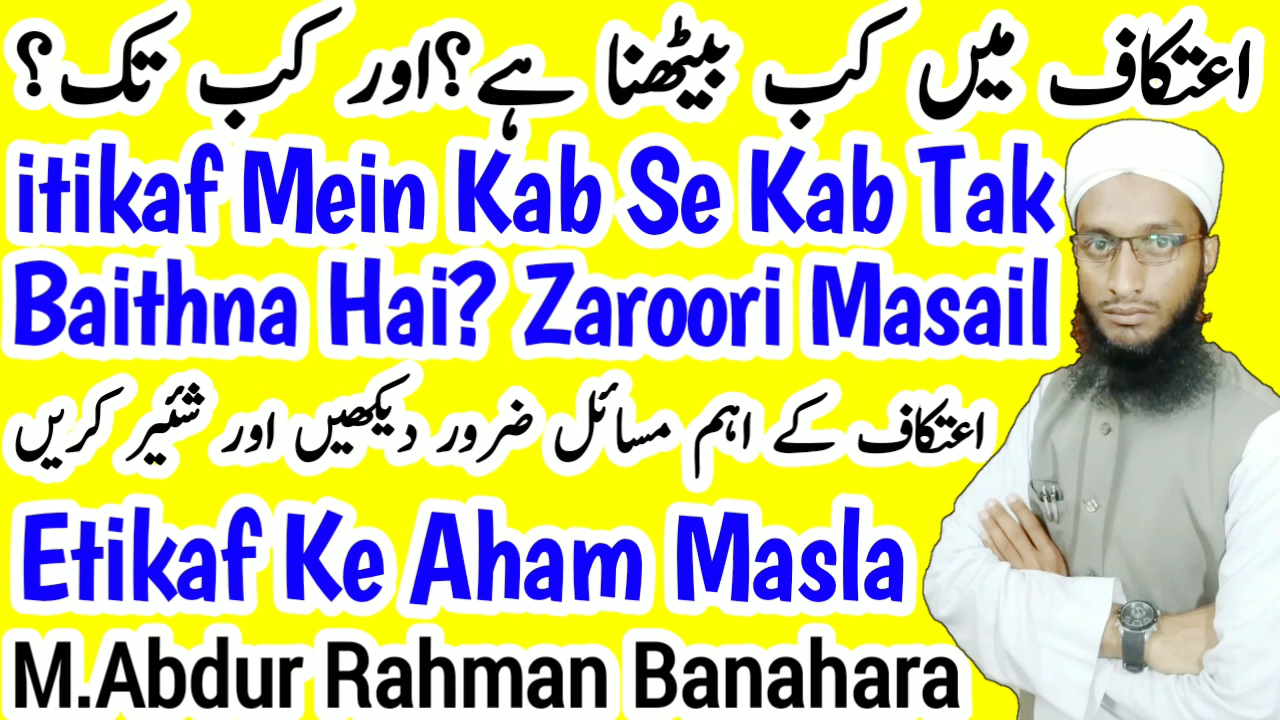 اعتکاف میں کب بیٹھنا ہے؟اور کب تک؟
itikaf Mein Kab Se Kab Tak
Baithna Hai? Zaroori Masail
اعتکاف کے اہم مسائل ضرور دیکھیں اور شئیر کریں
Etikaf Ke Aham Masla
M.Abdur Rahman Banahara